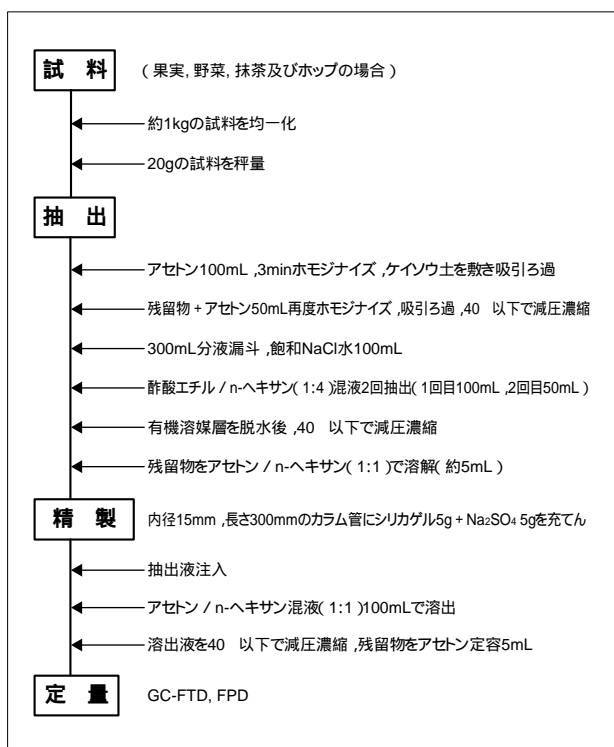 試 料 （果実,野菜,抹茶及びホップの場合）
約1kgの試料を均一化
20gの試料を秤量
抽 出
アセトン100mL ,3minホモジナイズ ,ケイソウ土を敷き吸引ろ過
残留物 + アセトン50mL再度ホモジナイズ ,吸引ろ過 ,40 以下で減圧濃縮
300mL分液漏斗 ,飽和NaCl水100mL
酢酸エチル / n-ヘキサン( 1:4 )混液2回抽出( 1回目100mL ,2回目50mL )
有機溶媒層を脱水後 ,40 以下で減圧濃縮
残留物をアセトン / n-ヘキサン( 1:1 )で溶解( 約5mL )
精 製 内径15mm ,長さ300mmのカラム管にシリカゲル5g + Na₂SO₄ 5gを充てん
抽出液注入
アセトン / n-ヘキサン混液( 1:1 )100mLで溶出
溶出液を40 以下で減圧濃縮 ,残留物をアセトン定容5mL
定 量 GC-FTD, FPD